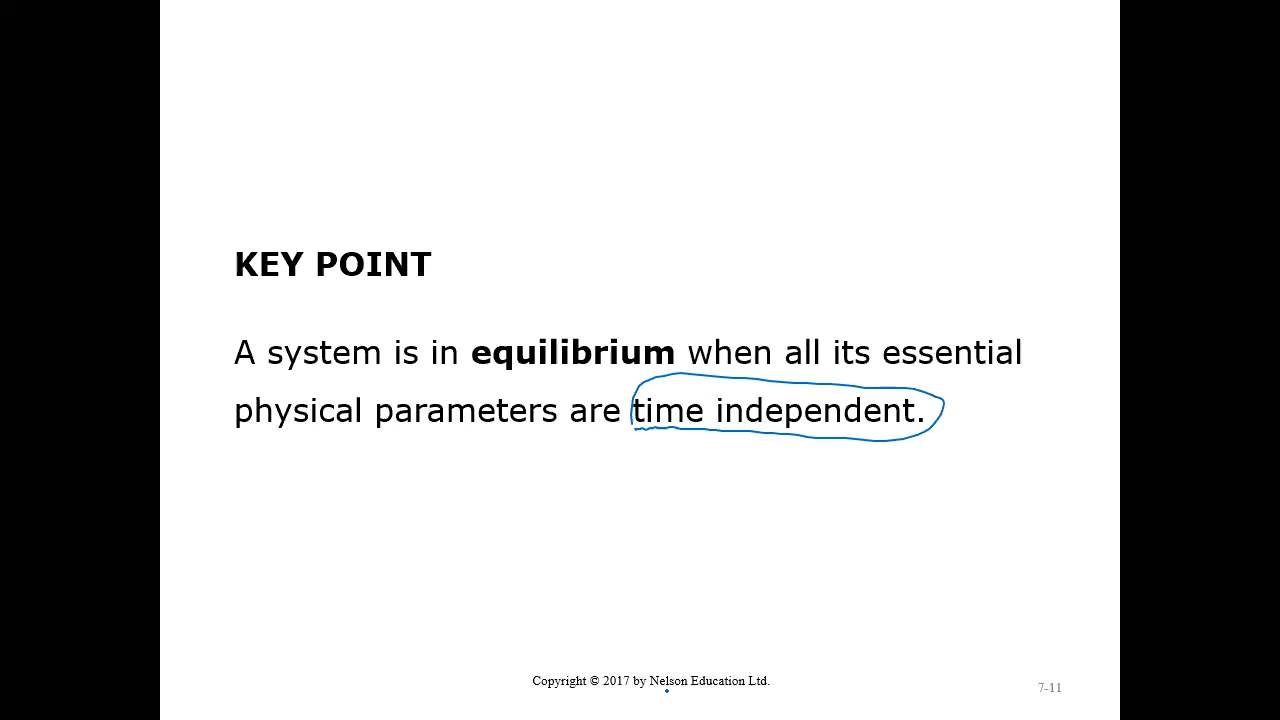 KEY POINT
A system is in equilibrium when all its essential
physical parameters are time independent.
Copyright © 2017 by Nelson Education Ltd.
7-11